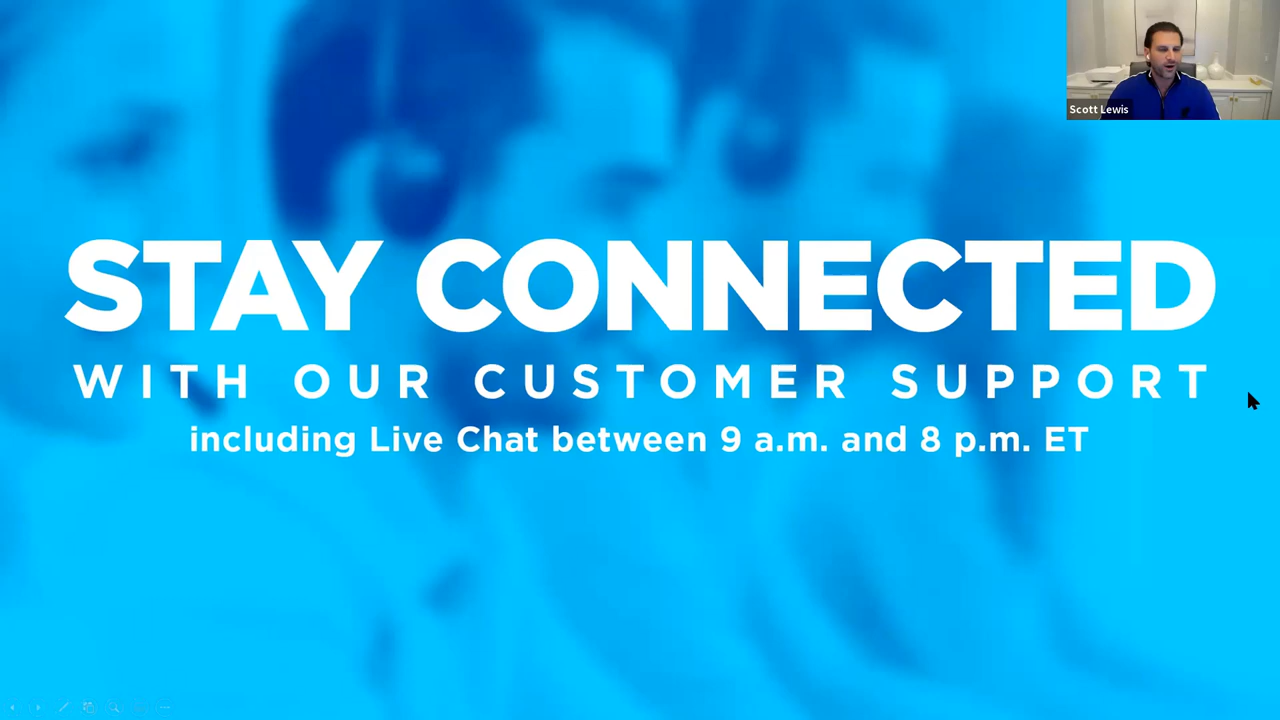 Scott Lewis
STAY CONNECTED
WITH OUR CUSTOMER SUPPORT
including Live Chat between 9 a.m. and 8 p.m. ET